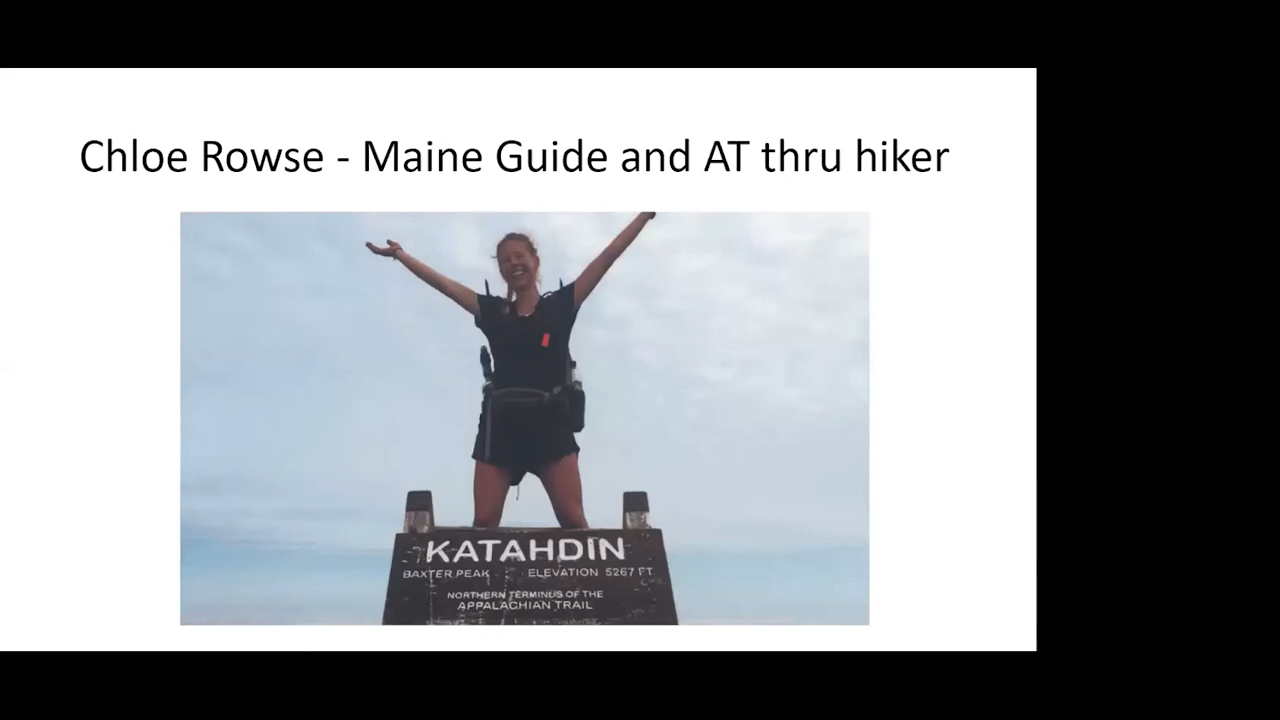 Chloe Rowse - Maine Guide and AT thru hiker
KATAHDIN
BAXTER PEAK ELEVATION 5267 FT.
NORTHERN TERMINUS OF THE
APPALACHIAN TRAIL